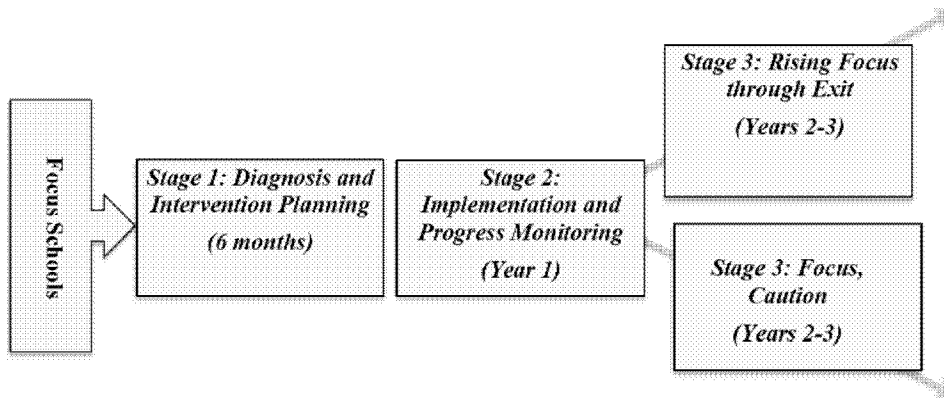 Focus Schools
Stage 1: Diagnosis and
Intervention Planning
(6 months)
Stage 2:
Implementation and
Progress Monitoring
(Year 1)
Stage 3: Rising Focus
through Exit
(Years 2-3)
Stage 3: Focus,
Caution
(Years 2-3)